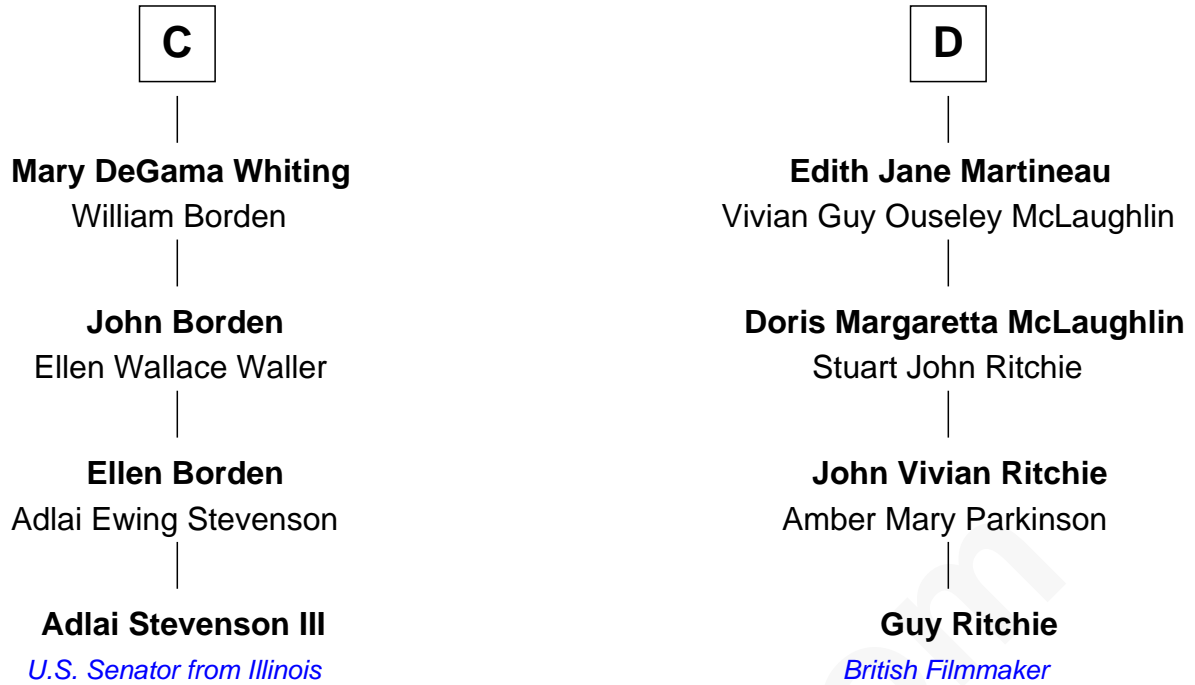 C
Mary DeGama Whiting
William Borden
John Borden
Ellen Wallace Waller
Ellen Borden
Adlai Ewing Stevenson
Adlai Stevenson III
U.S. Senator from Illinois
D
Edith Jane Martineau
Vivian Guy Ouseley McLaughlin
Doris Margaretta McLaughlin
Stuart John Ritchie
John Vivian Ritchie
Amber Mary Parkinson
Guy Ritchie
British Filmmaker